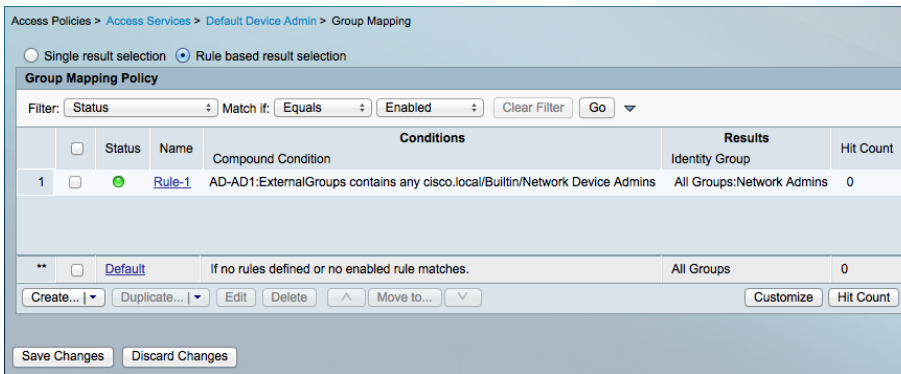 Access Policies > Access Services > Default Device Admin > Group Mapping
Single result selection Rule based result selection
Group Mapping Policy
Filter: Status Match if: Equals Enabled Clear Filter Go
Conditions Results
Status Name Hit Count
Compound Condition Identity Group
1 Rule-1 AD-AD1:ExternalGroups contains any cisco.local/Builtin/Network Device Admins All Groups:Network Admins 0
** Default If no rules defined or no enabled rule matches. All Groups 0
Create... | Duplicate... | Edit Delete Move to... Customize Hit Count
Save Changes Discard Changes